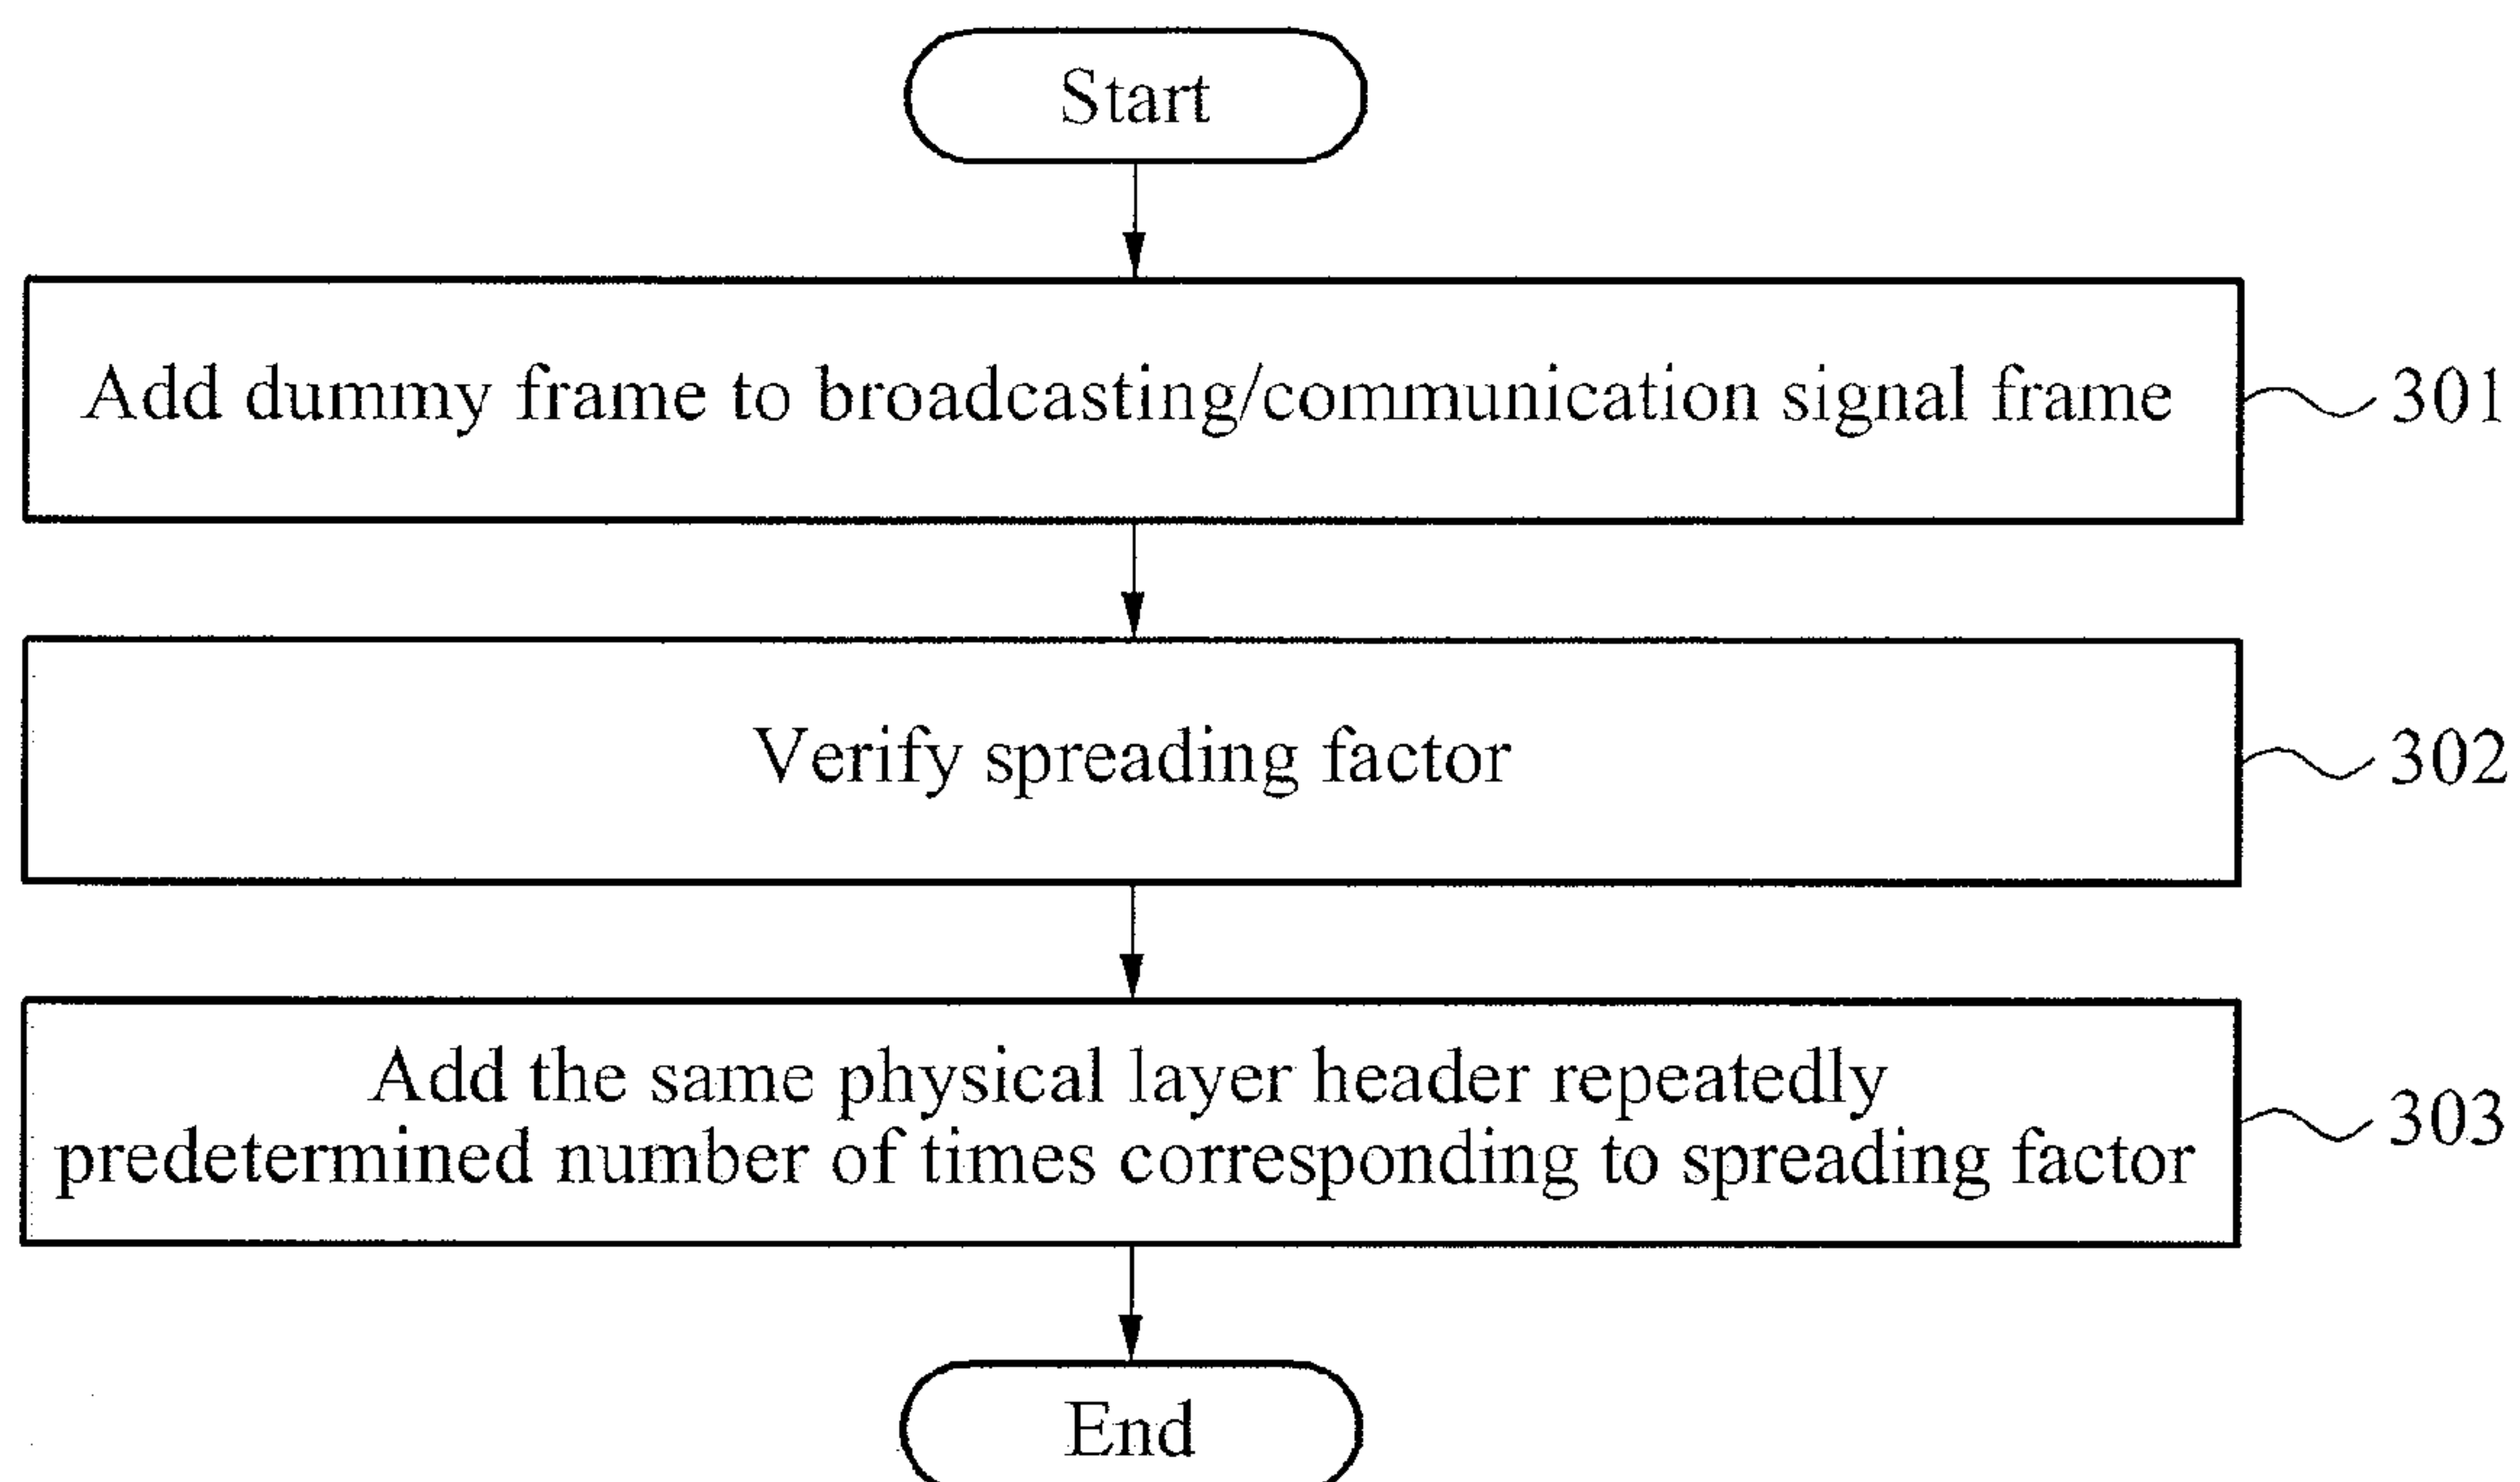 Start
Add dummy frame to broadcasting/communication signal frame
301
Verify spreading factor
302
Add the same physical layer header repeatedly
predetermined number of times corresponding to spreading factor
303
End